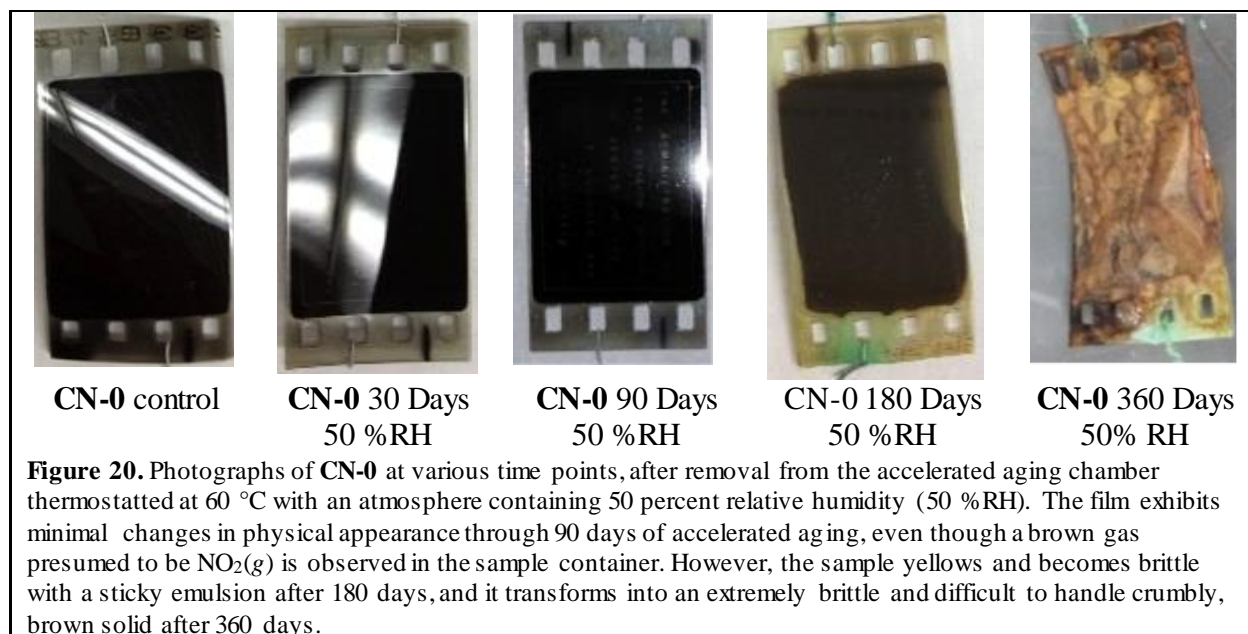 CN-0 control
CN-0 30 Days
50 %RH
CN-0 90 Days
50 %RH
CN-0 180 Days
50 %RH
CN-0 360 Days
50% RH
Figure 20. Photographs of CN-0 at various time points, after removal from the accelerated aging chamber
thermostatted at 60 °C with an atmosphere containing 50 percent relative humidity (50 %RH). The film exhibits
minimal changes in physical appearance through 90 days of accelerated aging, even though a brown gas
presumed to be NO₂(g) is observed in the sample container. However, the sample yellows and becomes brittle
with a sticky emulsion after 180 days, and it transforms into an extremely brittle and difficult to handle crumbly,
brown solid after 360 days.